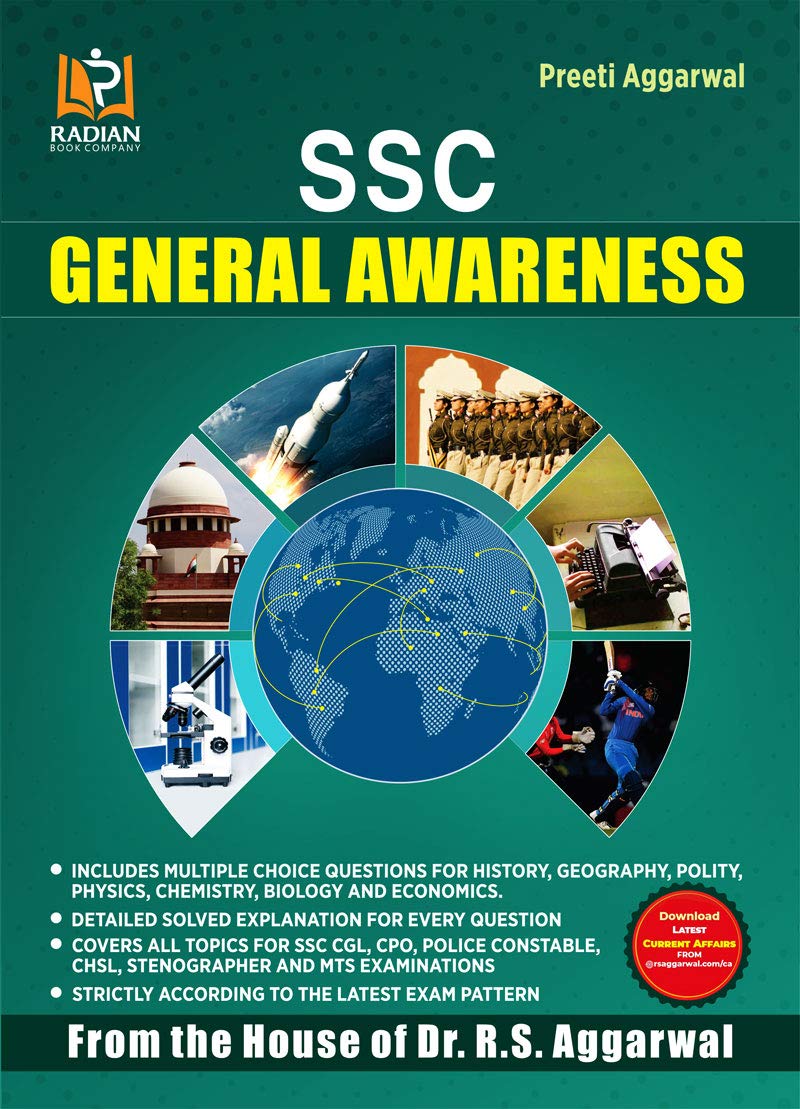 RADIAN
BOOK COMPANY
Preeti Aggarwal
SSC
GENERAL AWARENESS
INDI
• INCLUDES MULTIPLE CHOICE QUESTIONS FOR HISTORY, GEOGRAPHY, POLITY,
PHYSICS, CHEMISTRY, BIOLOGY AND ECONOMICS.
• DETAILED SOLVED EXPLANATION FOR EVERY QUESTION
• COVERS ALL TOPICS FOR SSC CGL, CPO, POLICE CONSTABLE,
CHSL, STENOGRAPHER AND MTS EXAMINATIONS
• STRICTLY ACCORDING TO THE LATEST EXAM PATTERN
Download
LATEST
CURRENT AFFAIRS
FROM
@rsaggarwal.com/ca
From the House of Dr. R.S. Aggarwal